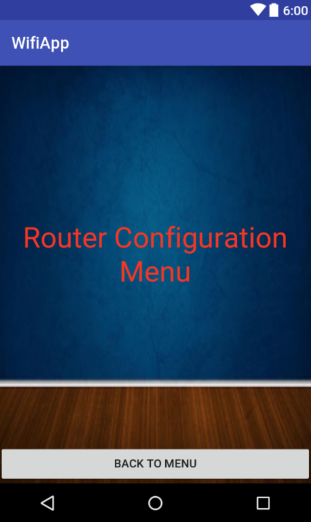 6:00
WifiApp
Router Configuration
Menu
BACK TO MENU